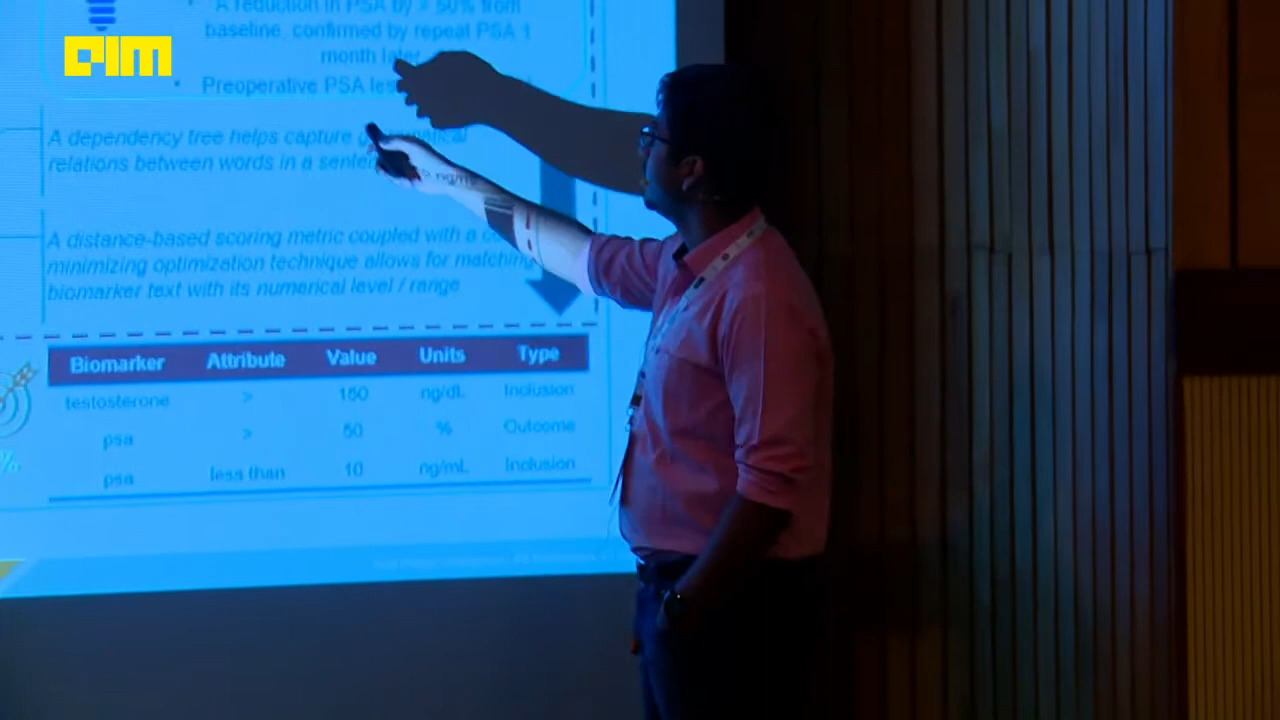 AIM
• A reduction in PSA by > 50% from
baseline, confirmed by repeat PSA 1
month later
• Preoperative PSA les
A dependency tree helps capture
relations between words in a senten
A distance-based scoring metric coupled with a
minimizing optimization technique allows for matching
biomarker text with its numerical level / range
Biomarker Attribute Value Units Type
testosterone > 150 ng/dL Inclusion
psa > 50 % Outcome
psa less than 10 ng/mL Inclusion
%